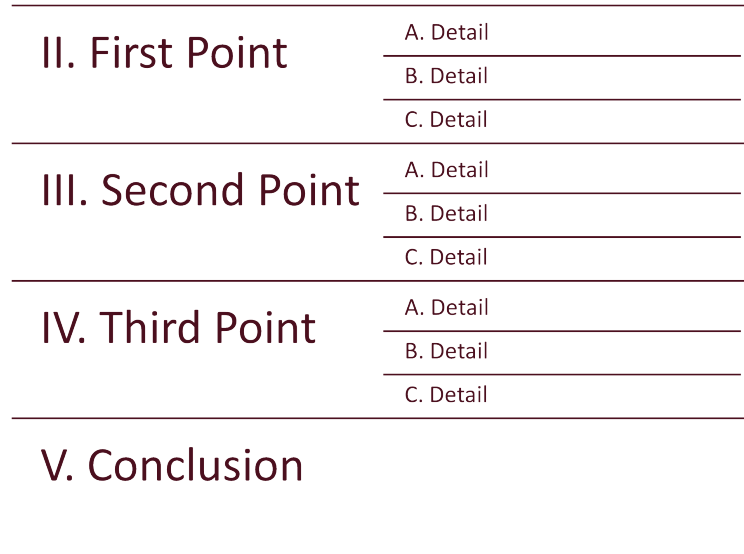 II. First Point
A. Detail
B. Detail
C. Detail
III. Second Point
A. Detail
B. Detail
C. Detail
IV. Third Point
A. Detail
B. Detail
C. Detail
V. Conclusion